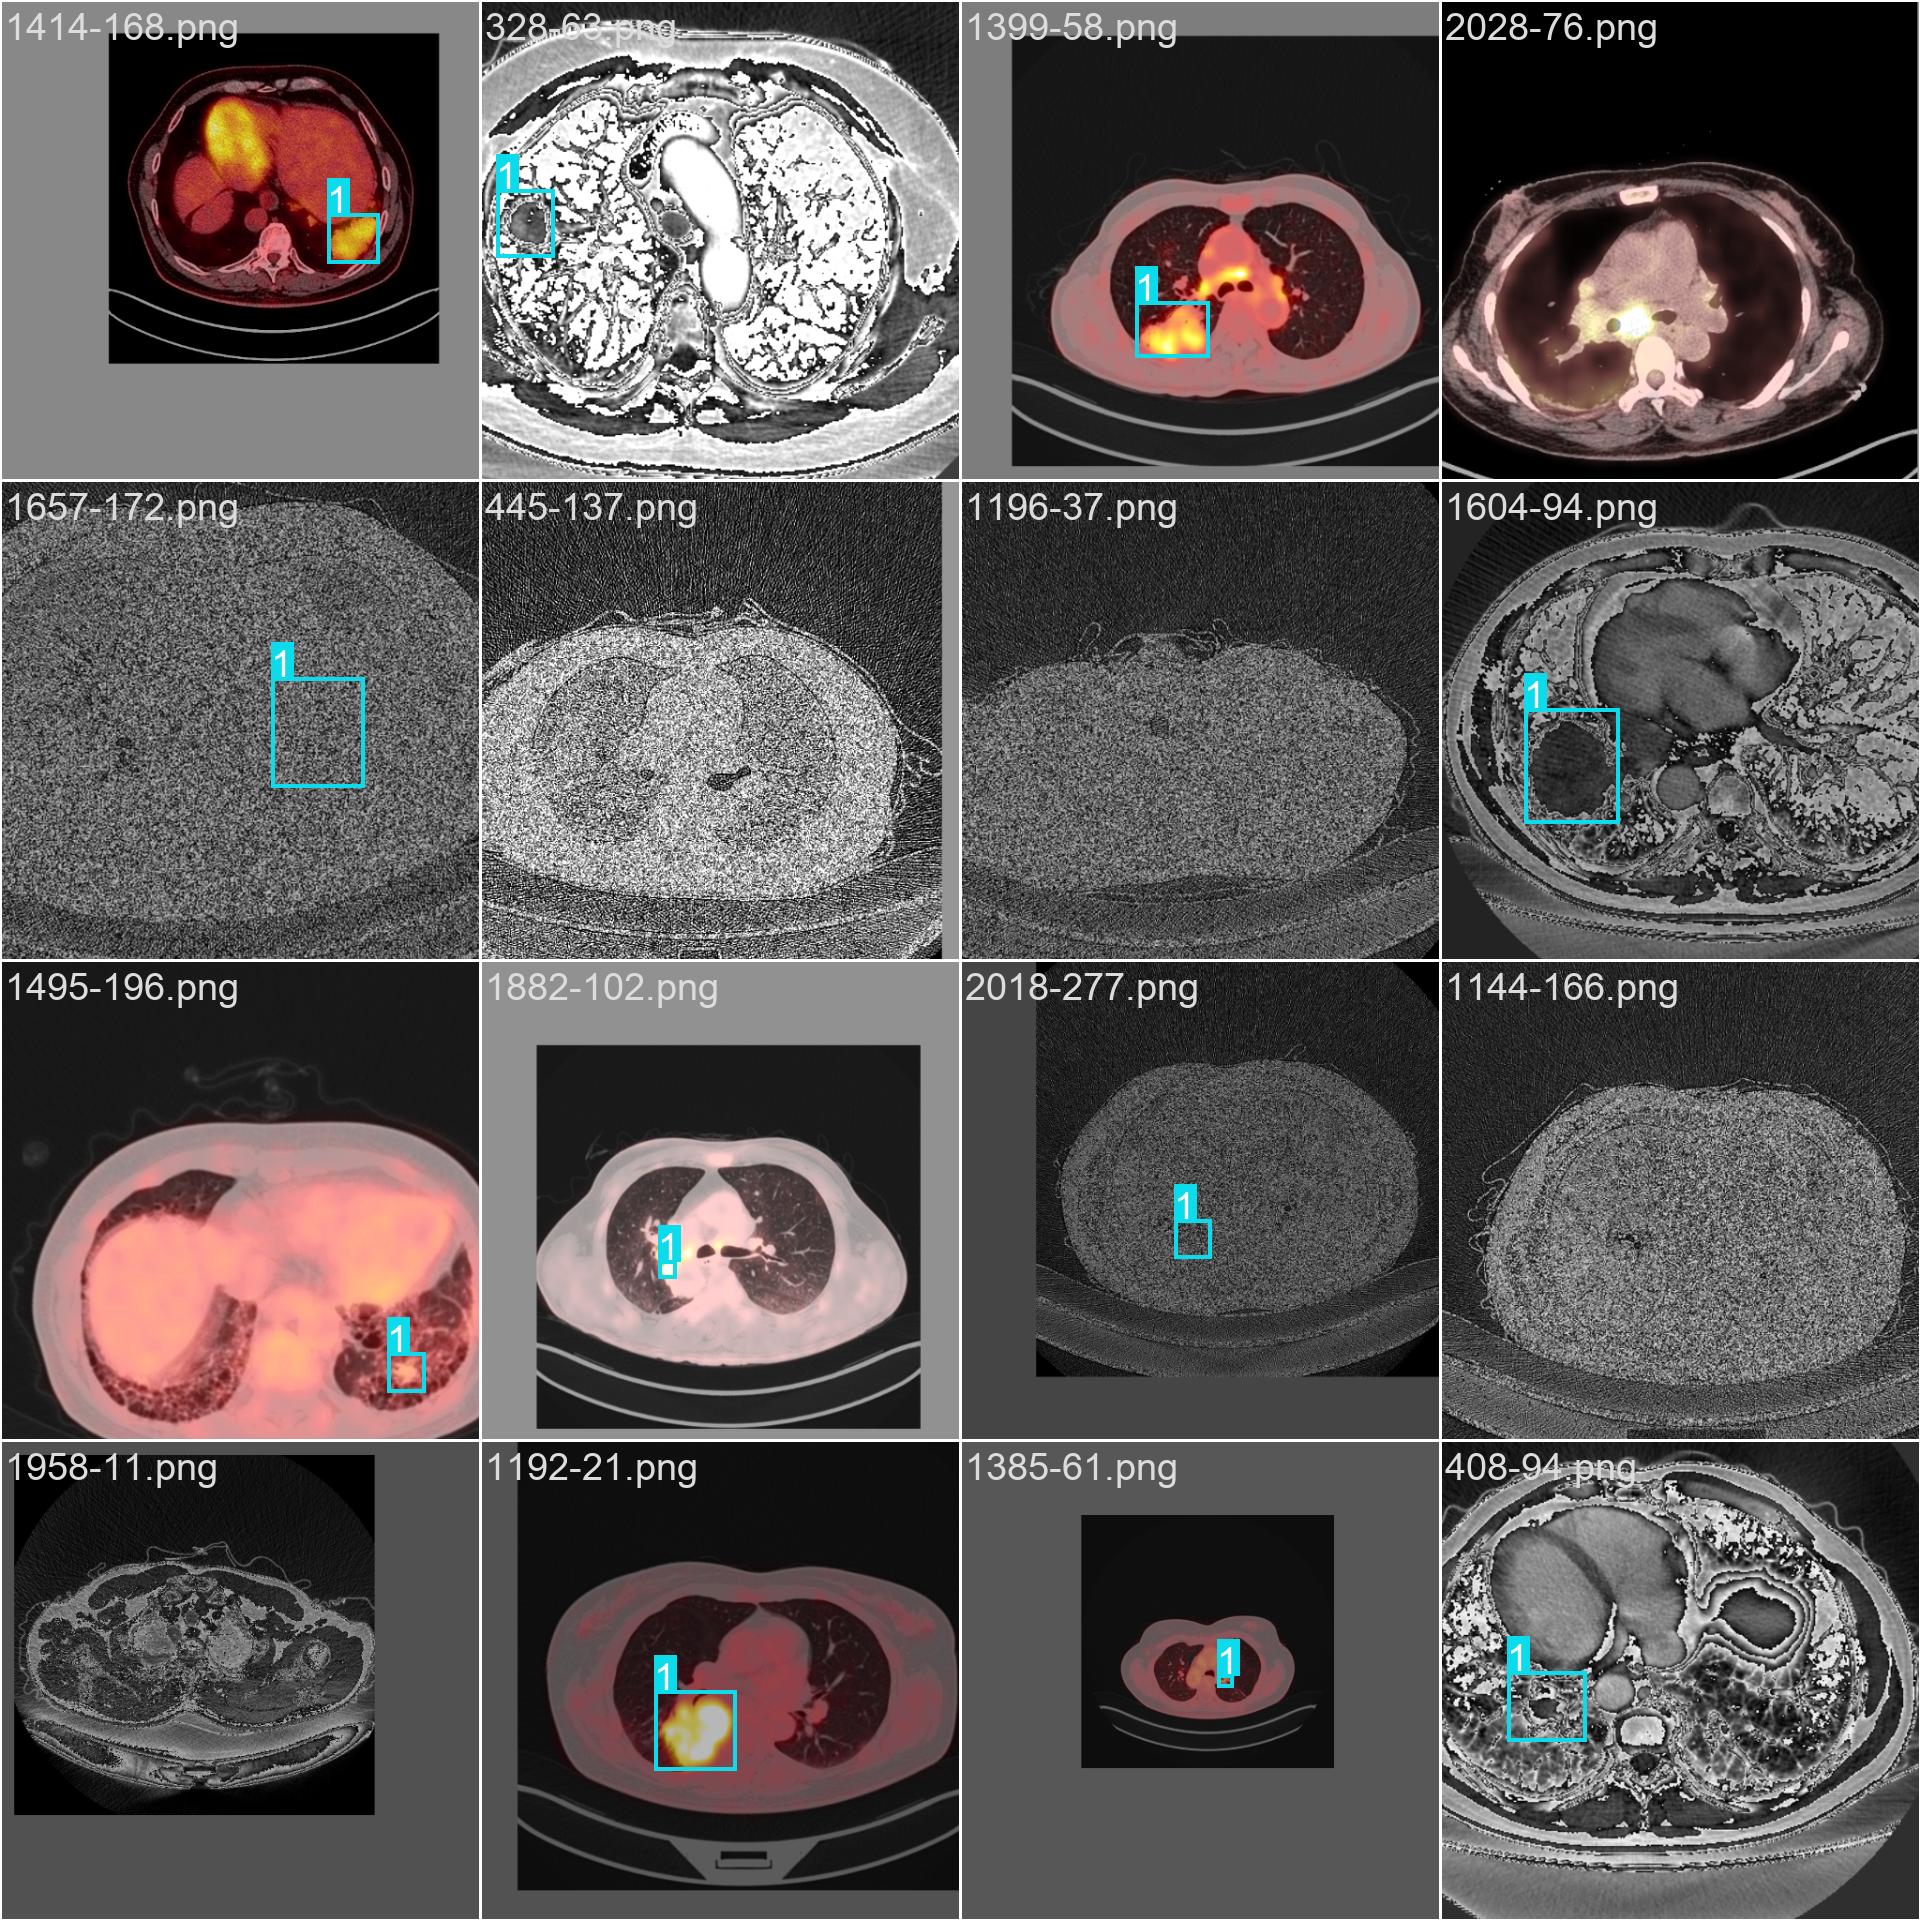 1414-168.png
328-63.png
1399-58.png
2028-76.png
1
1
1
1657-172.png
445-137.png
1196-37.png
1604-94.png
1
1
1495-196.png
1882-102.png
2018-277.png
1144-166.png
1
1
1
1958-11.png
1192-21.png
1385-61.png
408-94.png
1
1
1